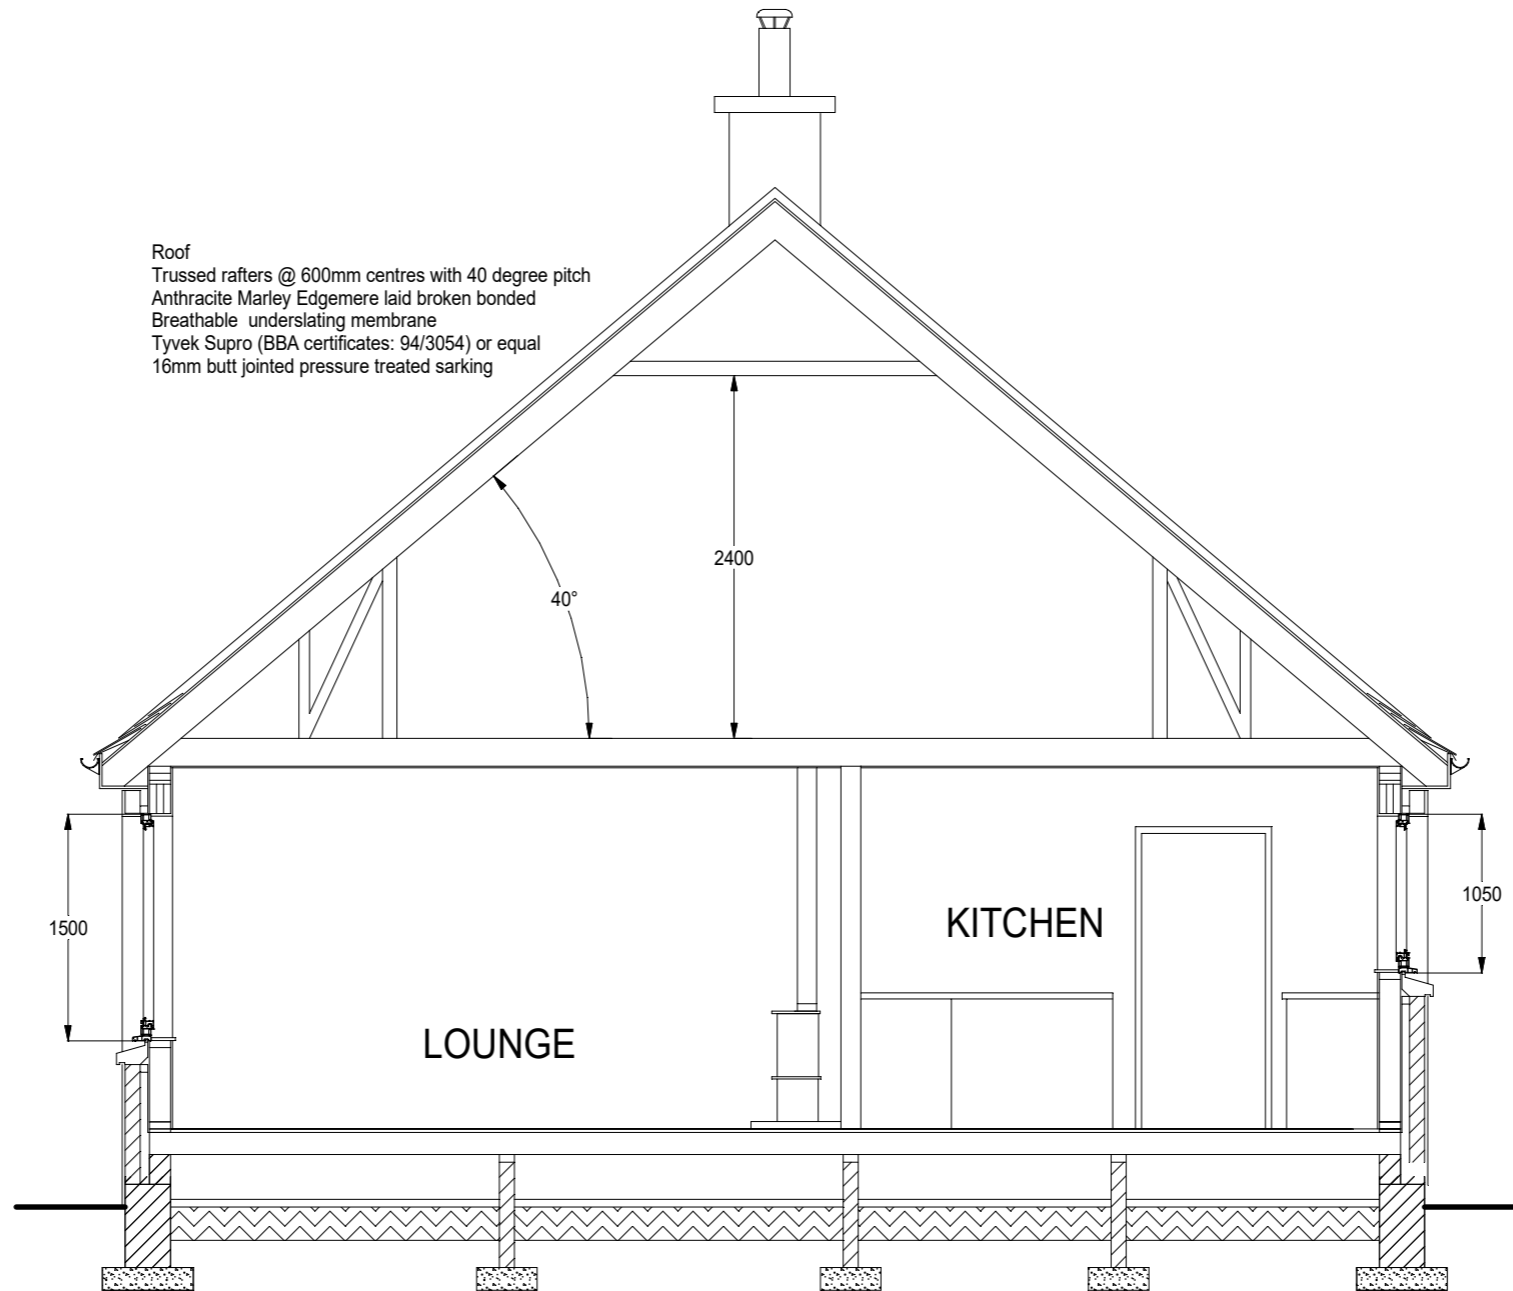 Roof
Trussed rafters @ 600mm centres with 40 degree pitch
Anthracite Marley Edgemere laid broken bonded
Breathable underslating membrane
Tyvek Supro (BBA certificates: 94/3054) or equal
16mm butt jointed pressure treated sarking
2400
40°
1500
1050
KITCHEN
LOUNGE